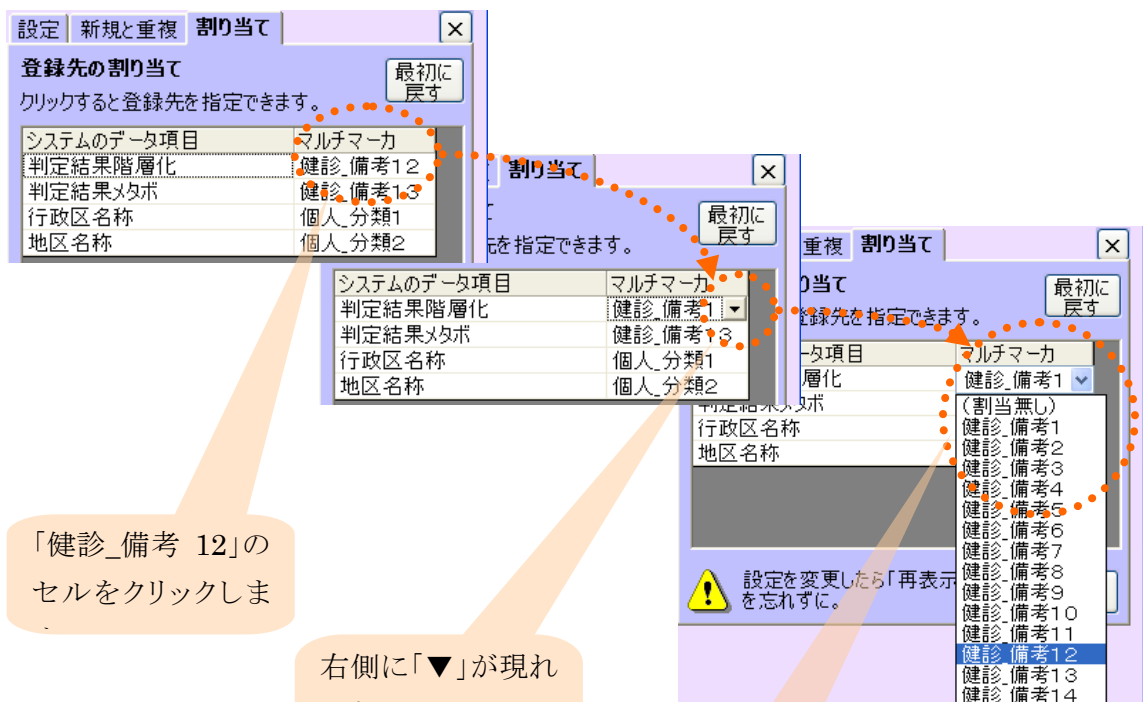 設定 新規と重複 割り当て
登録先の割り当て
最初に
戻す
クリックすると登録先を指定できます。
システムのデータ項目 マルチマーカ
判定結果階層化 健診_備考12
判定結果メタボ 健診_備考13
行政区名称 個人_分類1
地区名称 個人_分類2
割り当て
最初に
戻す
を指定できます。
システムのデータ項目 マルチマーカ
判定結果階層化 健診_備考1
判定結果メタボ 健診_備考13
行政区名称 個人_分類1
地区名称 個人_分類2
重複 割り当て
り当て
最初に
戻す
登録先を指定できます。
ータ項目 マルチマーカ
層化 健診_備考1
判定結果メタボ
行政区名称
地区名称
(割当無し)
健診_備考1
健診_備考2
健診_備考3
健診_備考4
健診_備考5
健診_備考6
健診_備考7
健診_備考8
健診_備考9
健診_備考10
健診_備考11
健診_備考12
健診_備考13
健診_備考14
設定を変更したら「再表示
を忘れずに。
「健診_備考 12」の
セルをクリックしま
右側に「▼」が現れ